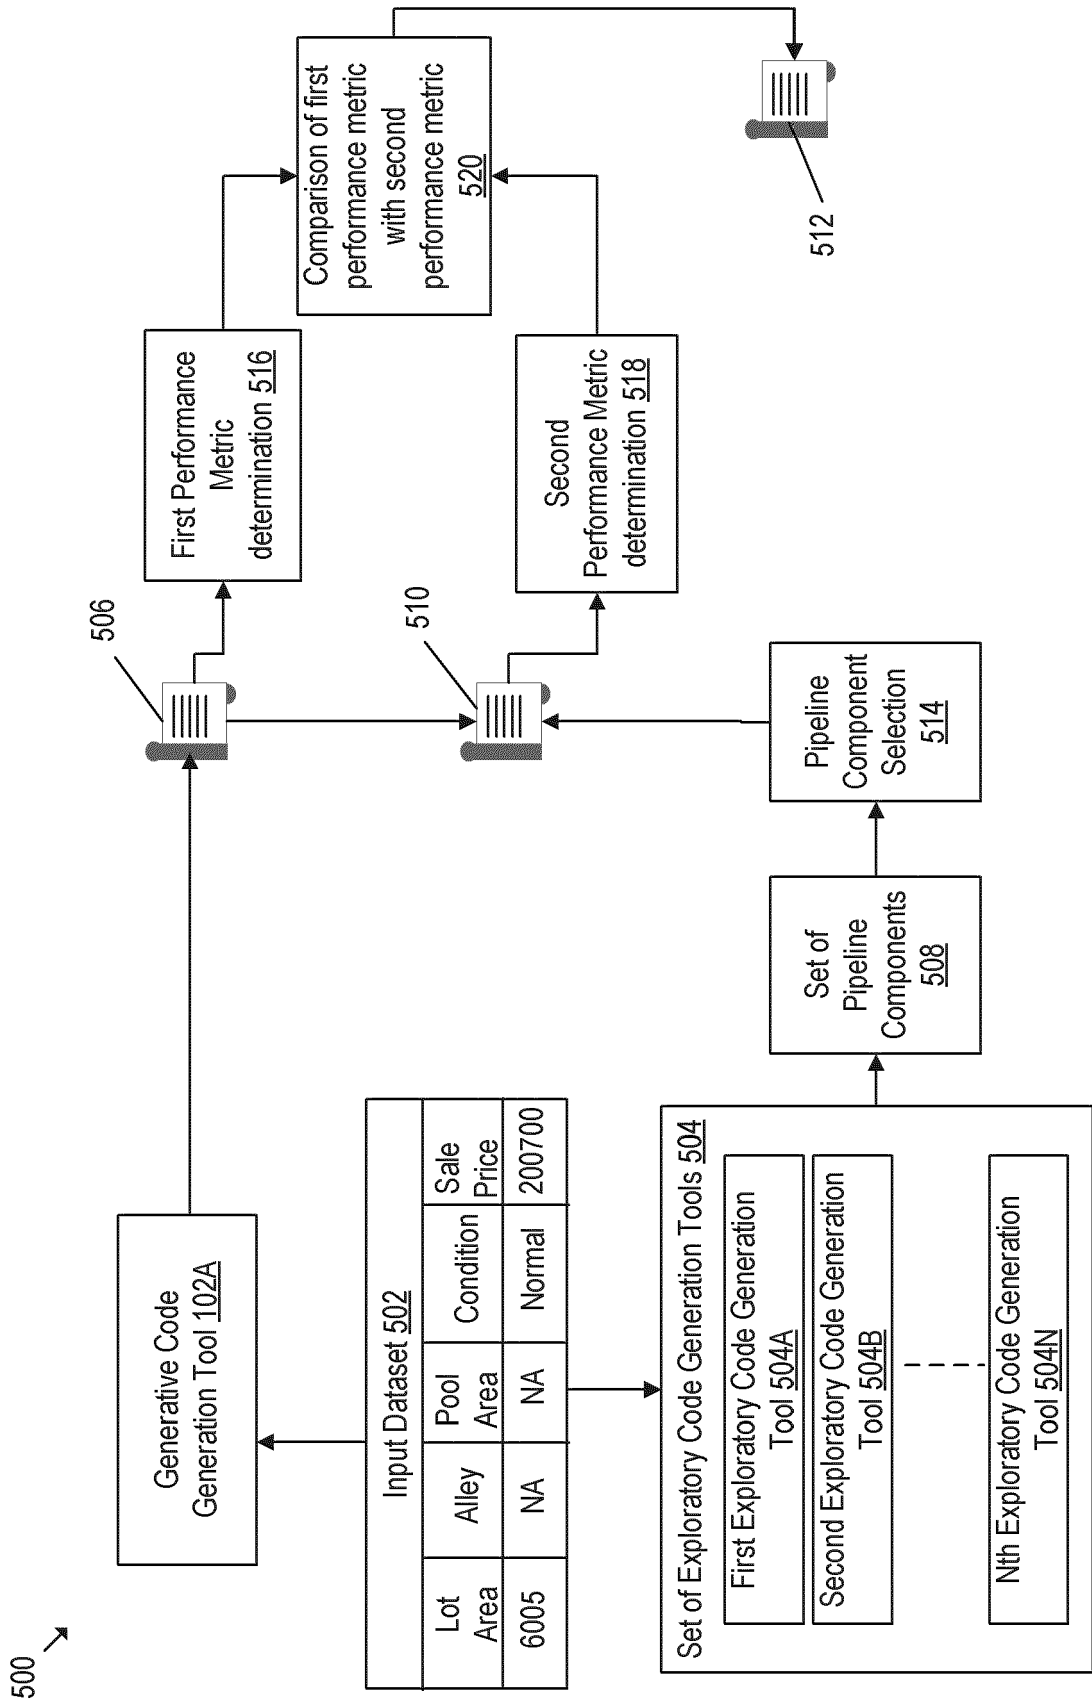 500
Generative Code
Generation Tool 102A
Input Dataset 502
Lot
Area
Alley
Pool
Area
Condition
Sale
Price
6005
NA
NA
Normal
200700
Set of Exploratory Code Generation Tools 504
First Exploratory Code Generation
Tool 504A
Second Exploratory Code Generation
Tool 504B
Nth Exploratory Code Generation
Tool 504N
Set of
Pipeline
Components
508
Pipeline
Component
Selection
514
506
510
First Performance
Metric
determination 516
Second
Performance Metric
determination 518
Comparison of first
performance metric
with second
performance metric
520
512